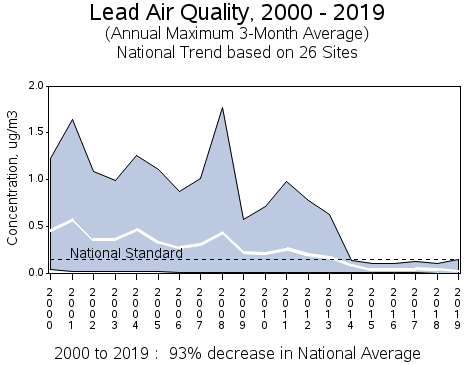 Lead Air Quality, 2000 - 2019
(Annual Maximum 3-Month Average)
National Trend based on 26 Sites
Concentration, ug/m3
2.0
1.5
1.0
0.5
0.0
National Standard
2000 2001 2002 2003 2004 2005 2006 2007 2008 2009 2010 2011 2012 2013 2014 2015 2016 2017 2018 2019
2000 to 2019 : 93% decrease in National Average